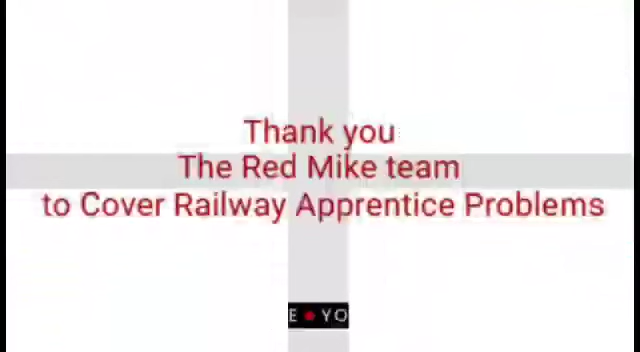 Thank you
The Red Mike team
to Cover Railway Apprentice Problems
E ● YO